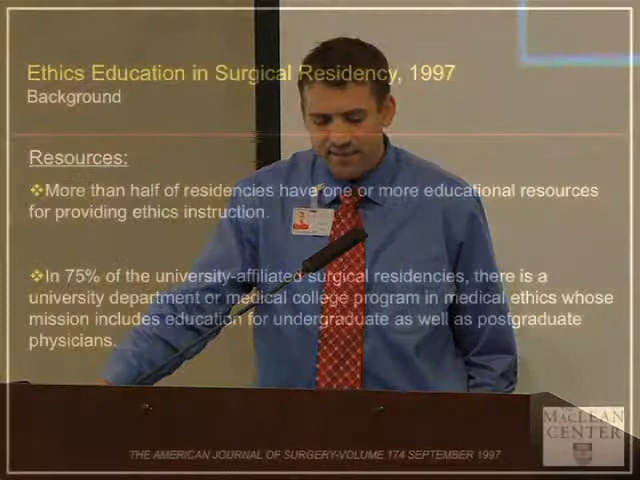 Ethics Education in Surgical Residency, 1997
Background
Resources:
❖More than half of residencies have one or more educational resources
for providing ethics instruction.
❖In 75% of the university-affiliated surgical residencies, there is a
university department or medical college program in medical ethics whose
mission includes education for undergraduate as well as postgraduate
physicians.
MACLEAN
CENTER
THE AMERICAN JOURNAL OF SURGERY-VOLUME 174 SEPTEMBER 1997